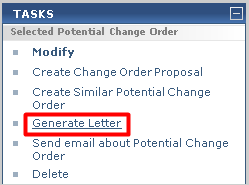 TASKS
Selected Potential Change Order
Modify
Create Change Order Proposal
Create Similar Potential Change
Order
Generate Letter
Send email about Potential Change
Order
Delete